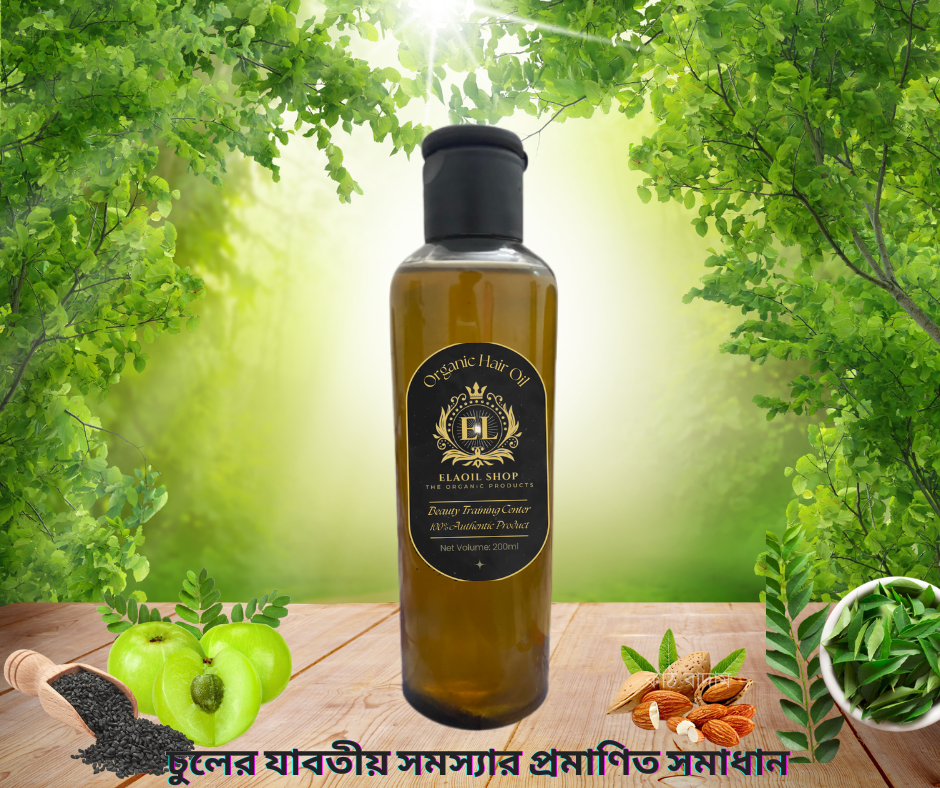 Organic Hair Oil
EL
ELAOIL SHOP
THE ORGANIC PRODUCTS
Beauty Training Center
100% Authentic Product
Net Volume: 200ml
কাঠ বাদাম
চুলের যাবতীয় সমস্যার প্রমাণিত সমাধান